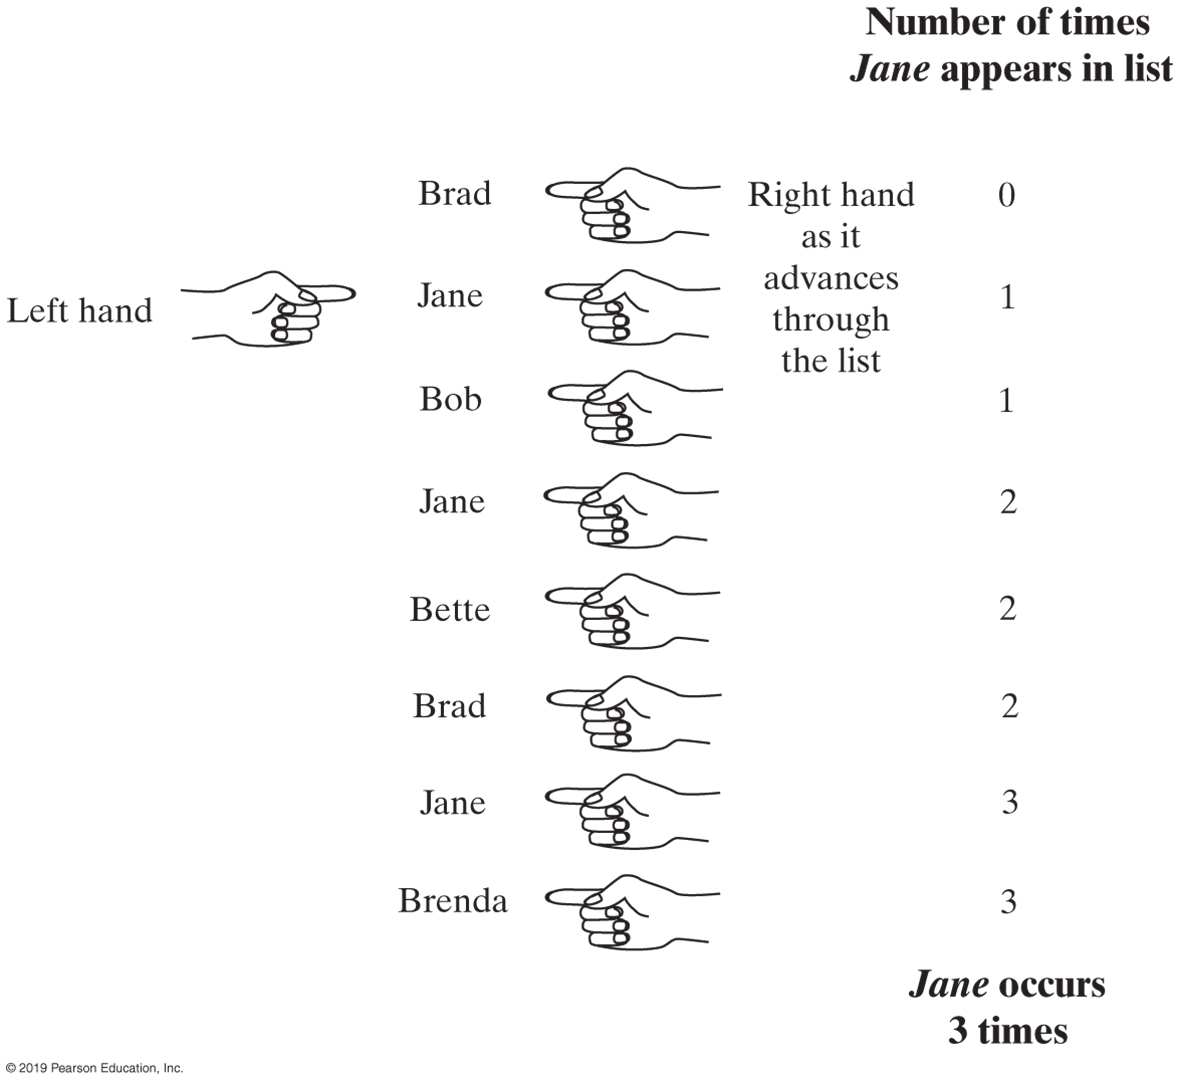 Number of times
Jane appears in list
Brad
Right hand
0
as it
advances
through
the list
Left hand
Jane
1
Bob
1
Jane
2
Bette
2
Brad
2
Jane
3
Brenda
3
Jane occurs
3 times
© 2019 Pearson Education, Inc.